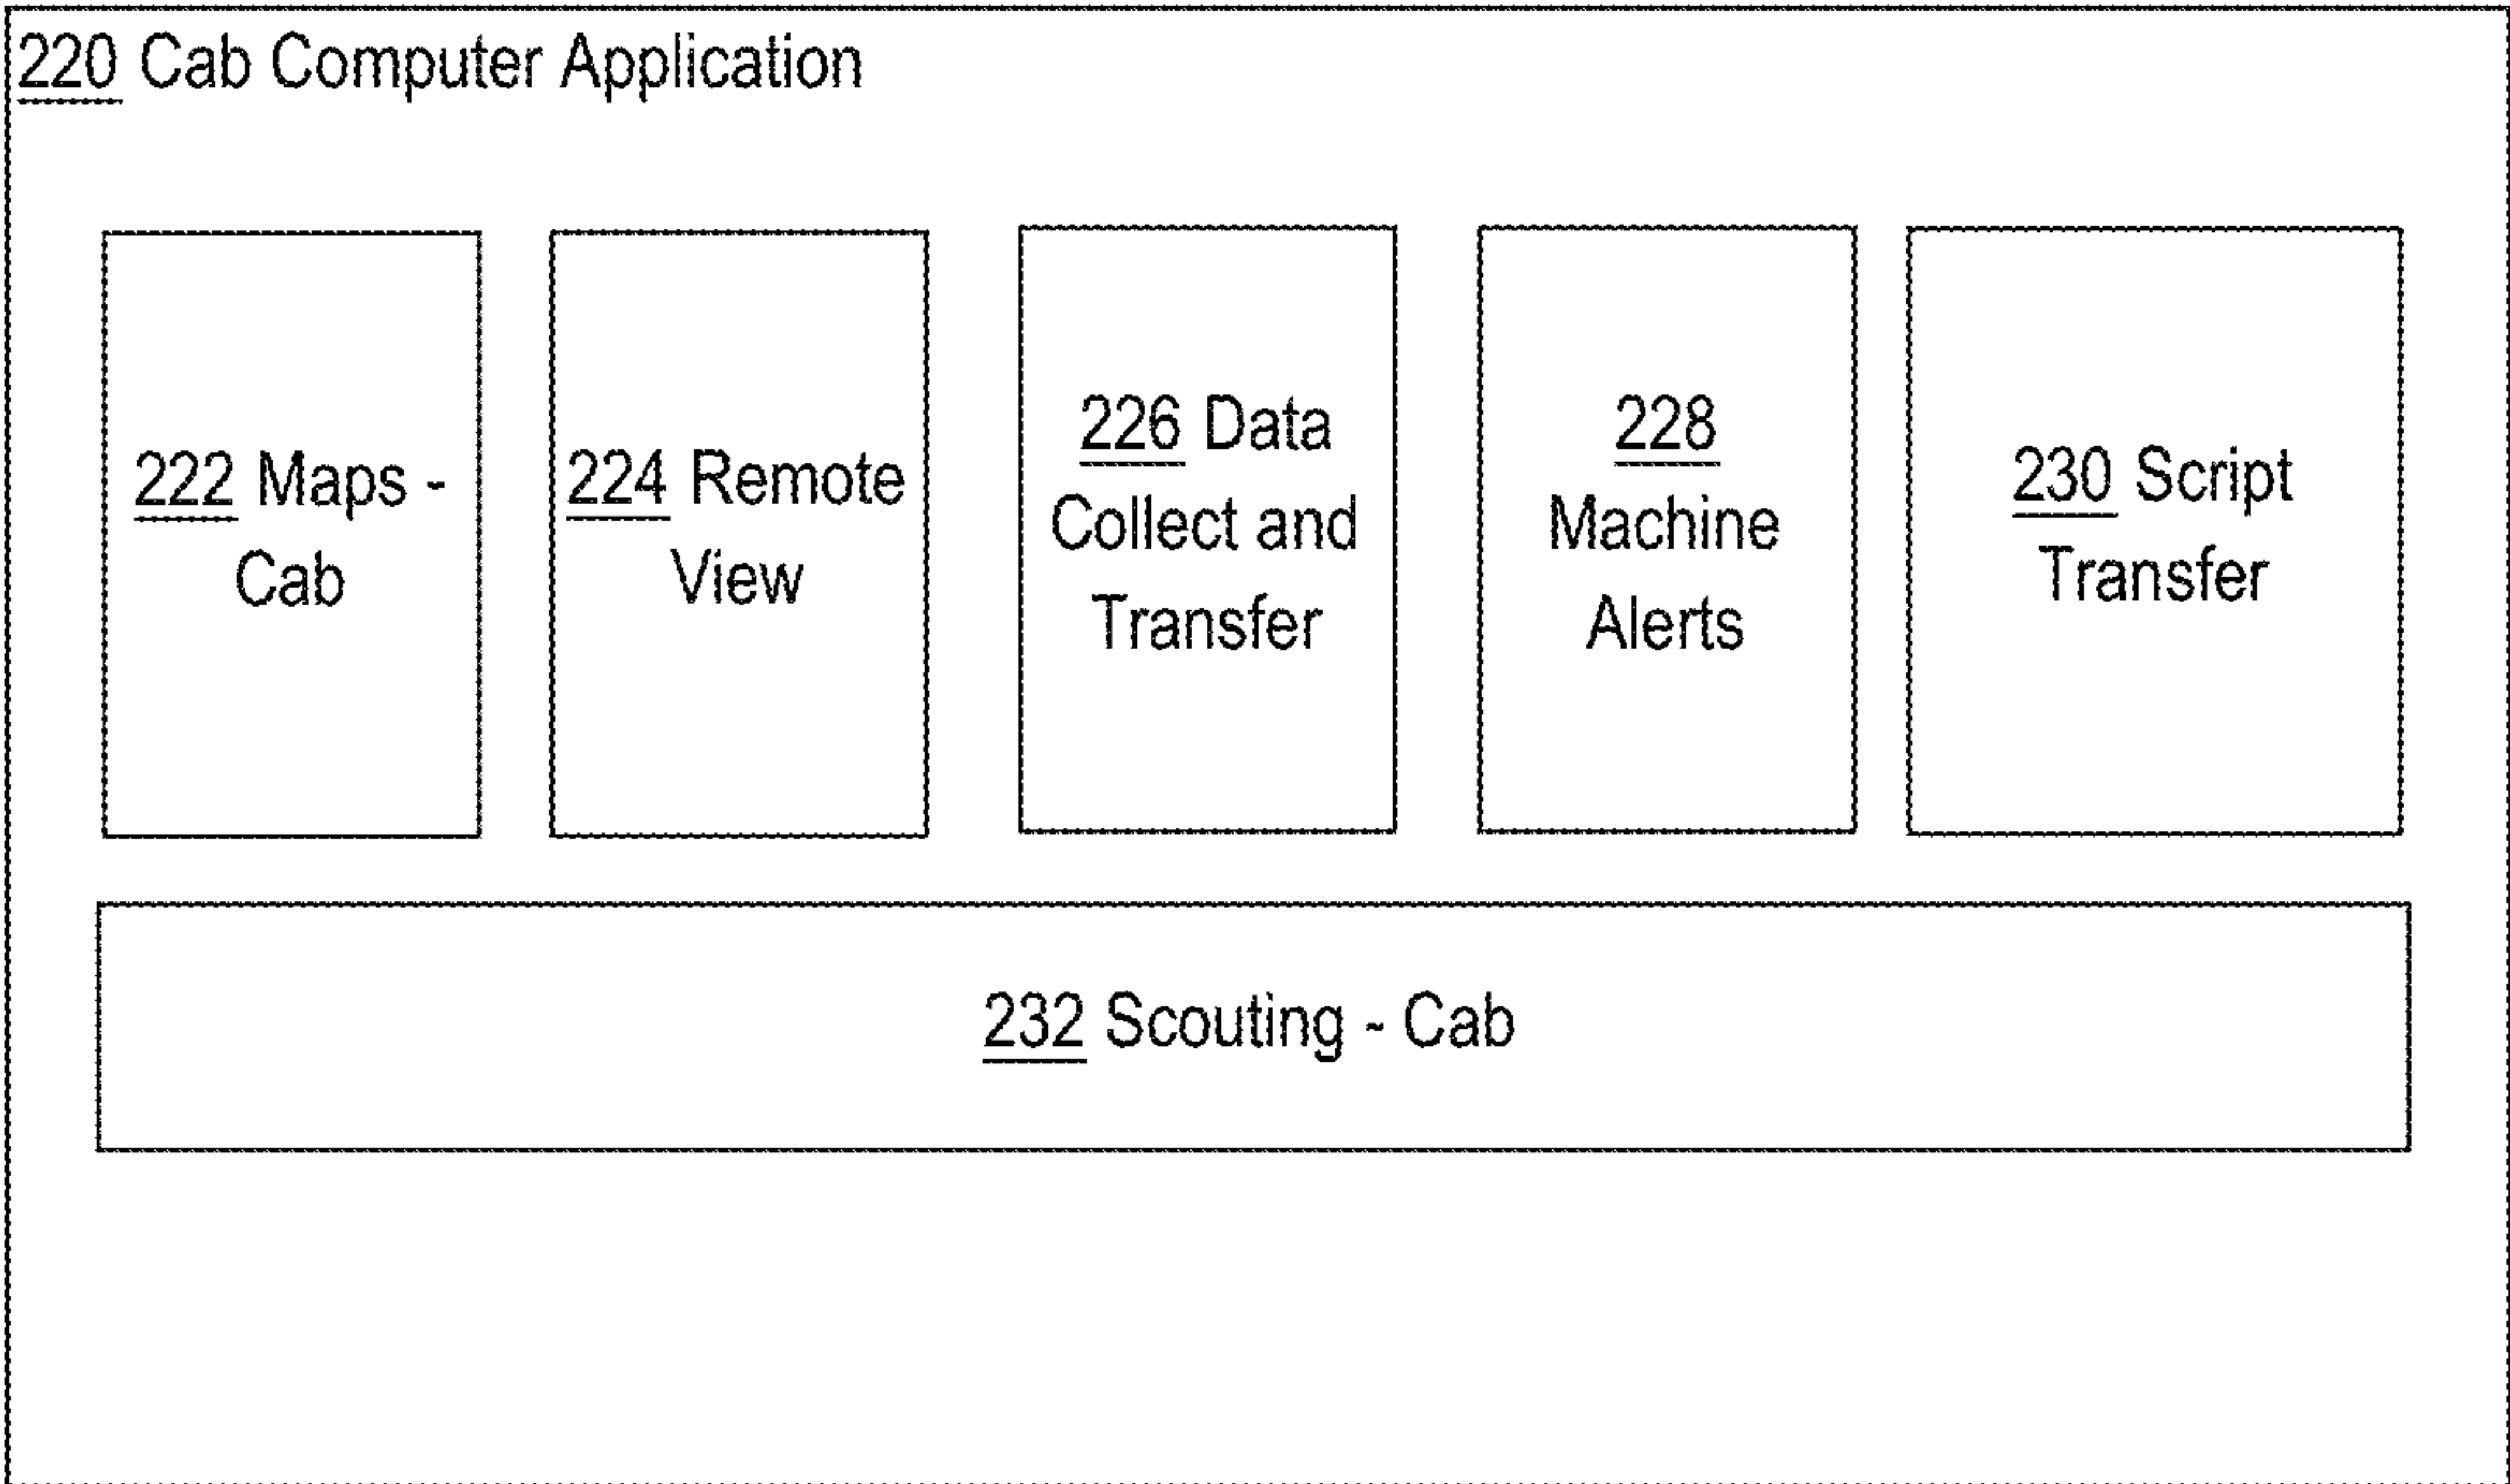 220 Cab Computer Application
222 Maps -
Cab
224 Remote
View
226 Data
Collect and
Transfer
228
Machine
Alerts
230 Script
Transfer
232 Scouting - Cab